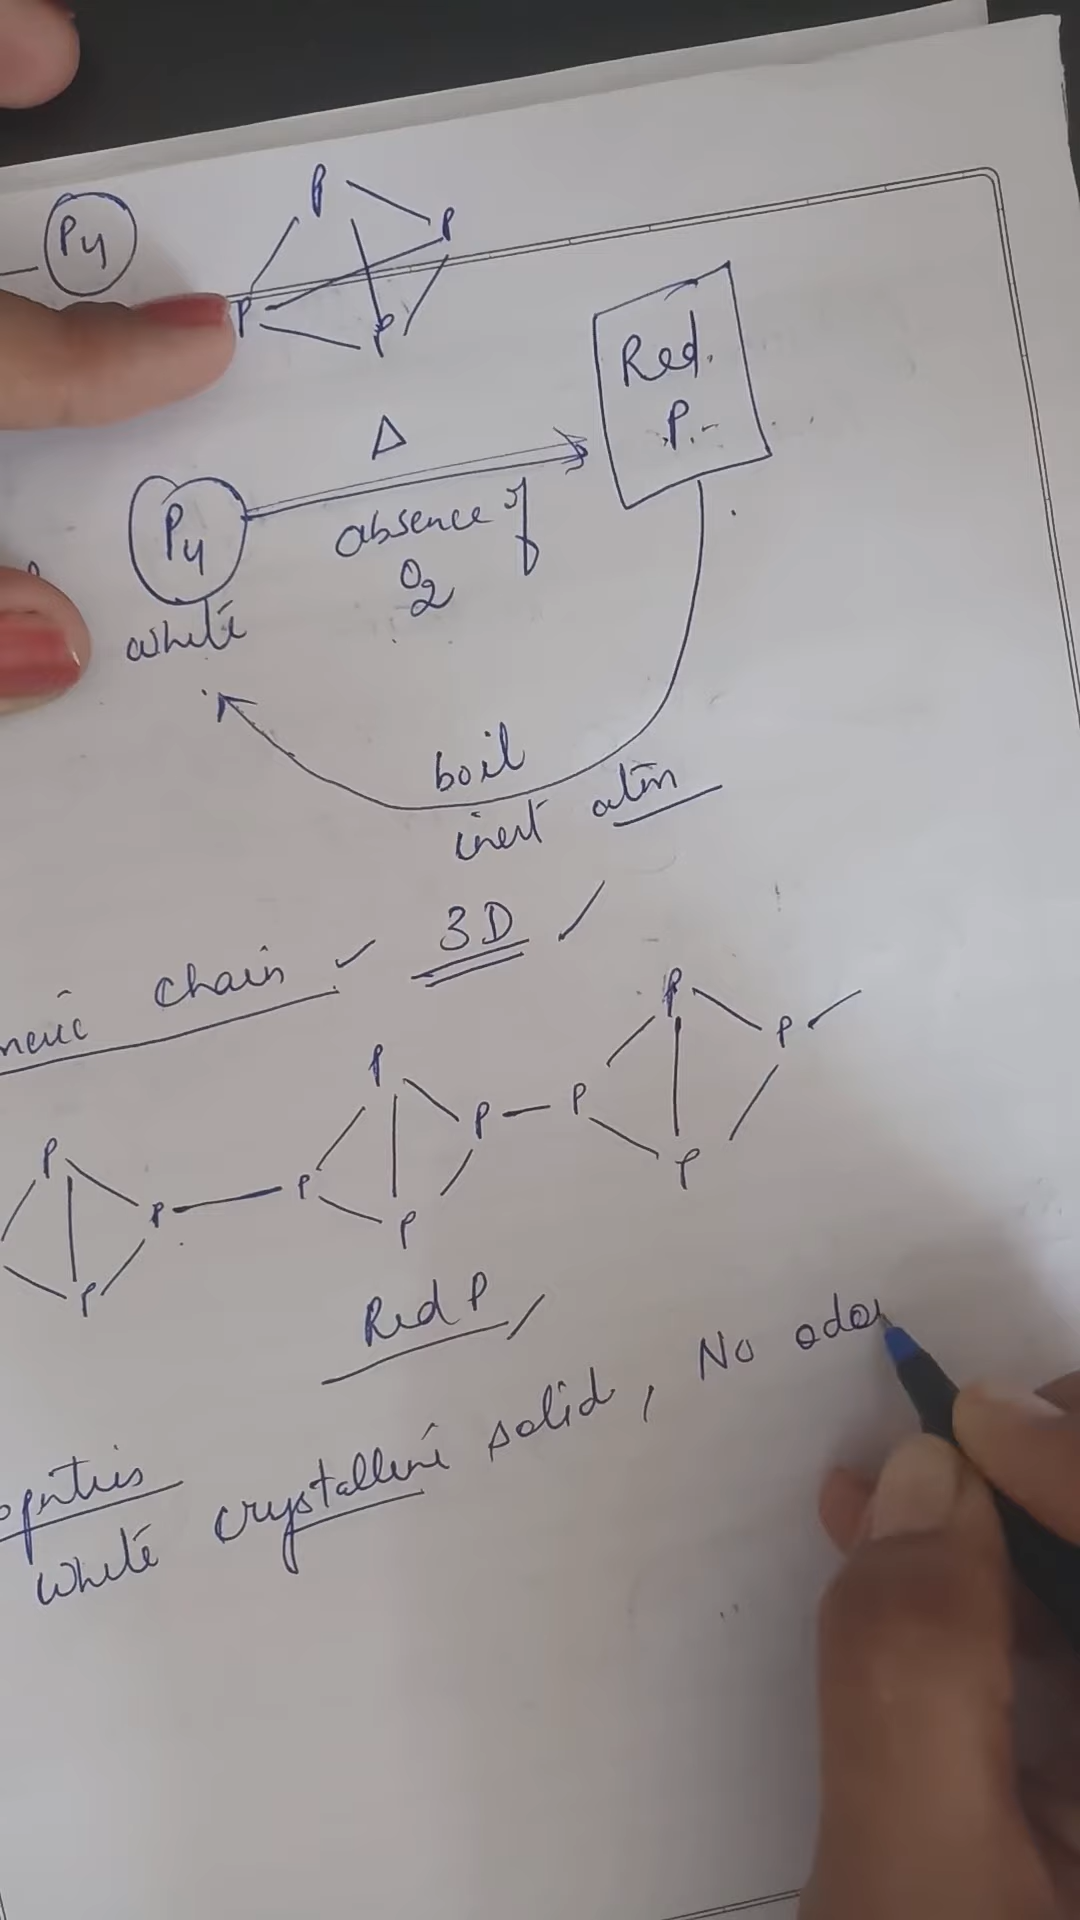 P4
P
P
P
P
Red.
P.
Δ
P4
absence of
O2
white
boil
inert atm
chain ✓ 3D ✓
P
P
P
P — P
P
P
P — P
P
P
P
Red P
white crystalline solid, No odo